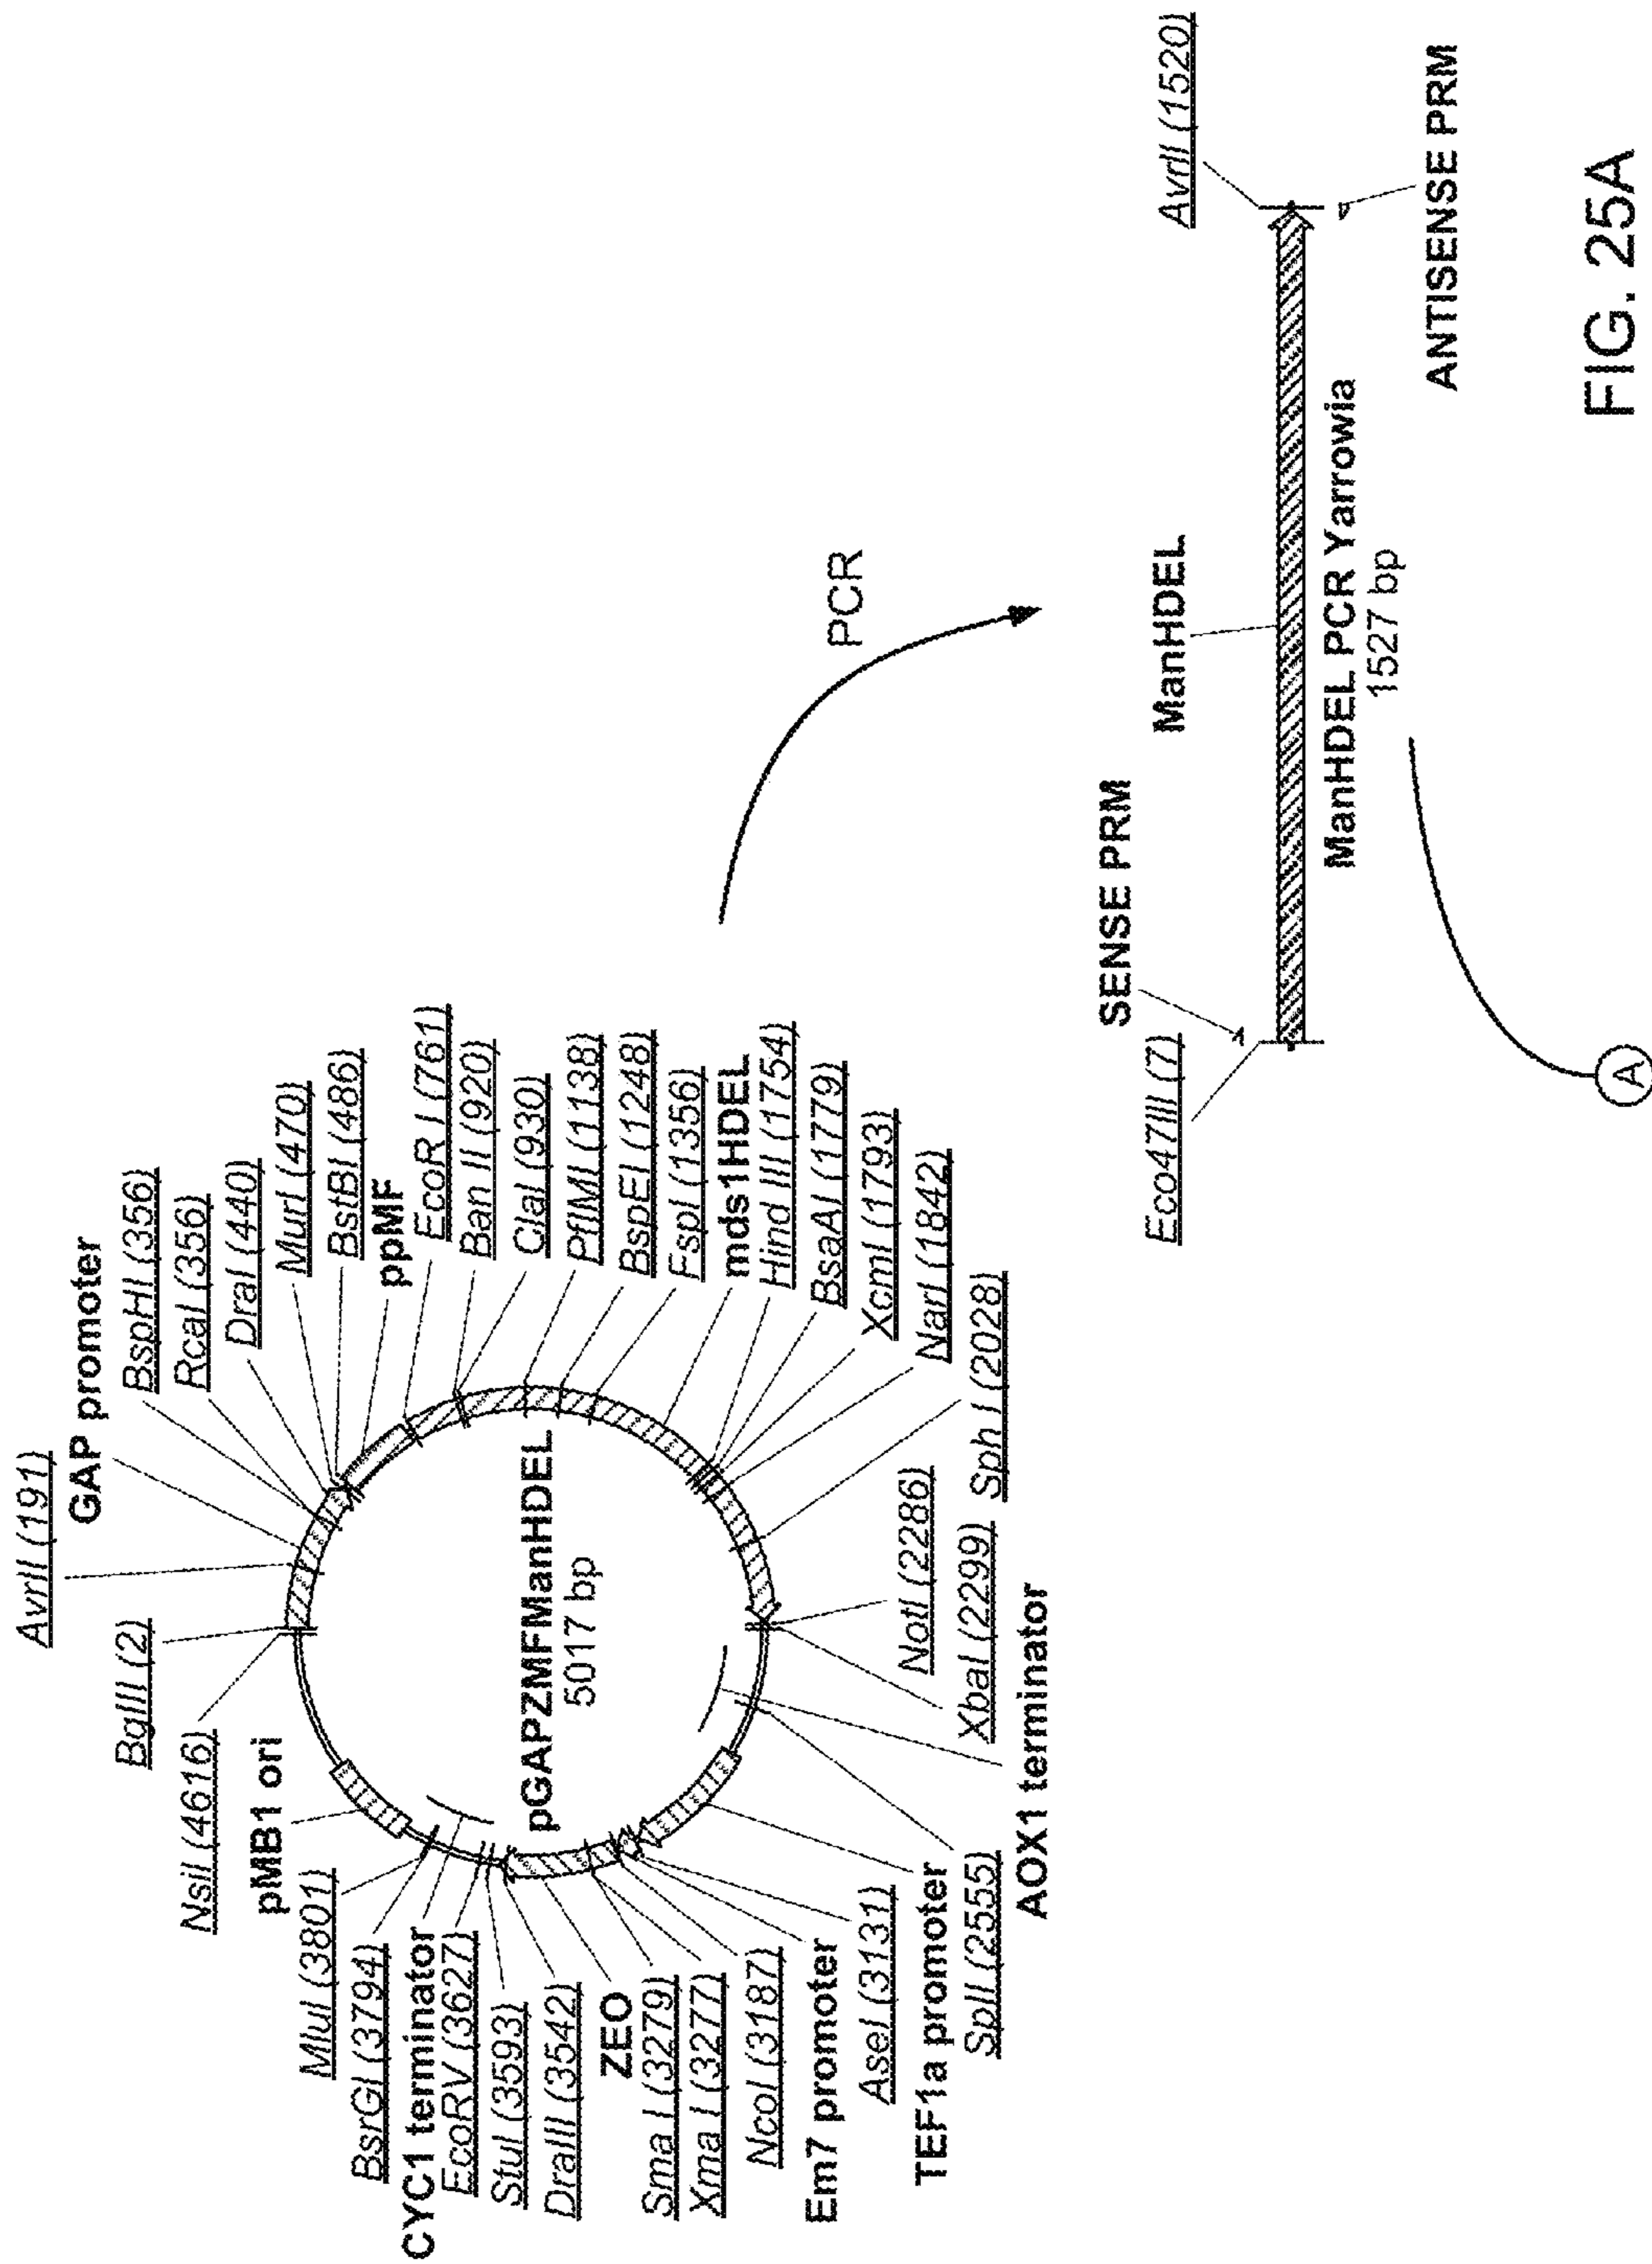 AvrII (191)
GAP promoter
BspHI (356)
RcaI (356)
DraI (440)
MurI (470)
BstBI (486)
ppMF
EcoR I (761)
Ban II (920)
ClaI (930)
PflMI (1138)
BspEI (1248)
FspI (1356)
mds1HDEL
Hind III (1754)
BsaAI (1779)
XcmI (1793)
NarI (1842)
Sph I (2028)
NotI (2286)
XbaI (2299)
AOX1 terminator
SplI (2555)
TEF1a promoter
AseI (3131)
Em7 promoter
NcoI (3187)
Xma I (3277)
Sma I (3279)
ZEO
DraIII (3542)
StuI (3593)
EcoRV (3627)
CYC1 terminator
BsrGI (3794)
MluI (3801)
pMB1 ori
NsiI (4616)
BglII (2)
pGAPZMFManHDEL
5017 bp
PCR
SENSE PRM
Eco47III (7)
ManHDEL
AvrII (1520)
ManHDEL PCR Yarrowia
1527 bp
ANTISENSE PRM
A
FIG. 25A